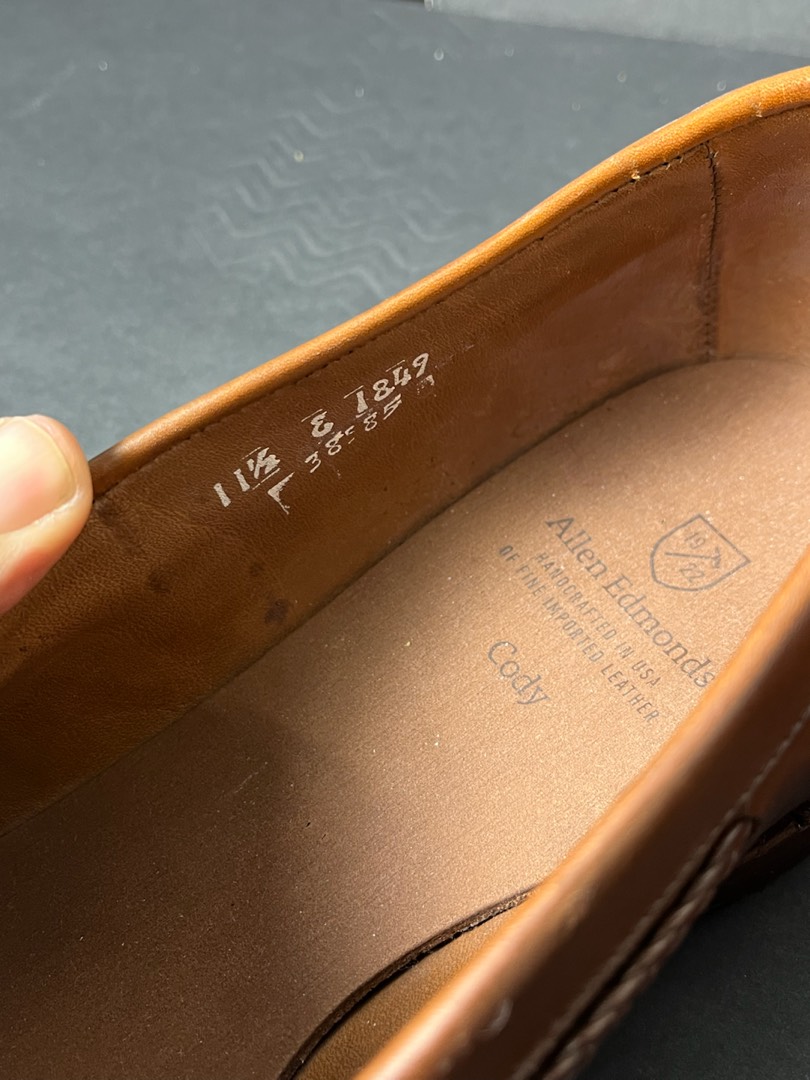 11½ E 1849
38-85
19/22
Allen Edmonds
HANDCRAFTED IN USA
OF FINE IMPORTED LEATHER
Cody